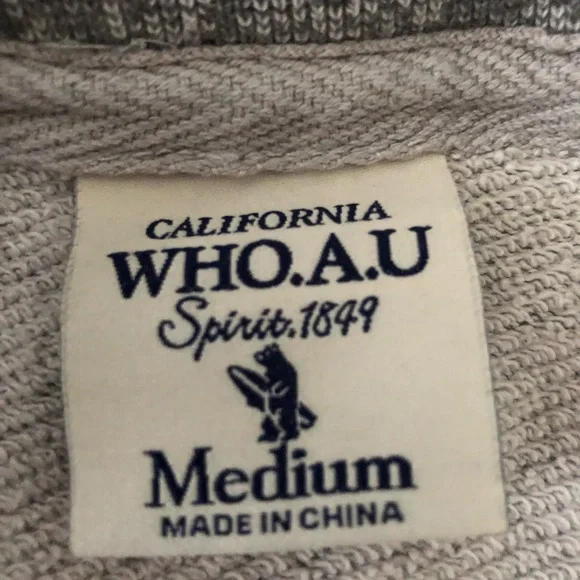 CALIFORNIA
WHO.A.U
Spirit.1849
Medium
MADE IN CHINA